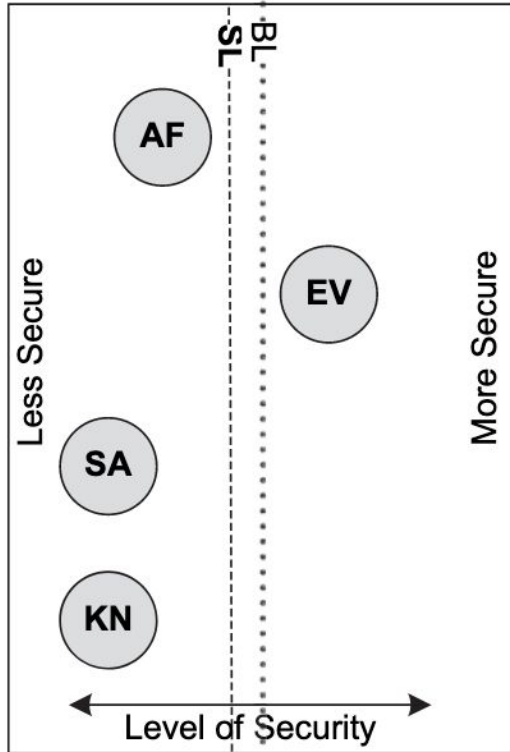 SL
BL
AF
EV
Less Secure
More Secure
SA
KN
Level of Security